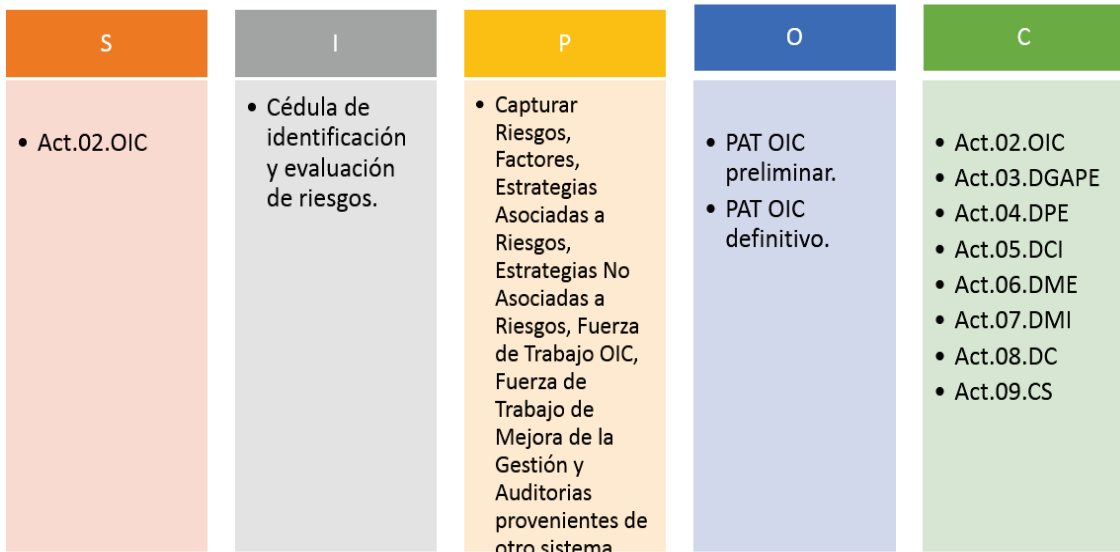 S
• Act.02.OIC
I
• Cédula de
identificación
y evaluación
de riesgos.
P
• Capturar
Riesgos,
Factores,
Estrategias
Asociadas a
Riesgos,
Estrategias No
Asociadas a
Riesgos, Fuerza
de Trabajo OIC,
Fuerza de
Trabajo de
Mejora de la
Gestión y
Auditorias
provenientes de
otro sistema
O
• PAT OIC
preliminar.
• PAT OIC
definitivo.
C
• Act.02.OIC
• Act.03.DGAPE
• Act.04.DPE
• Act.05.DCI
• Act.06.DME
• Act.07.DMI
• Act.08.DC
• Act.09.CS